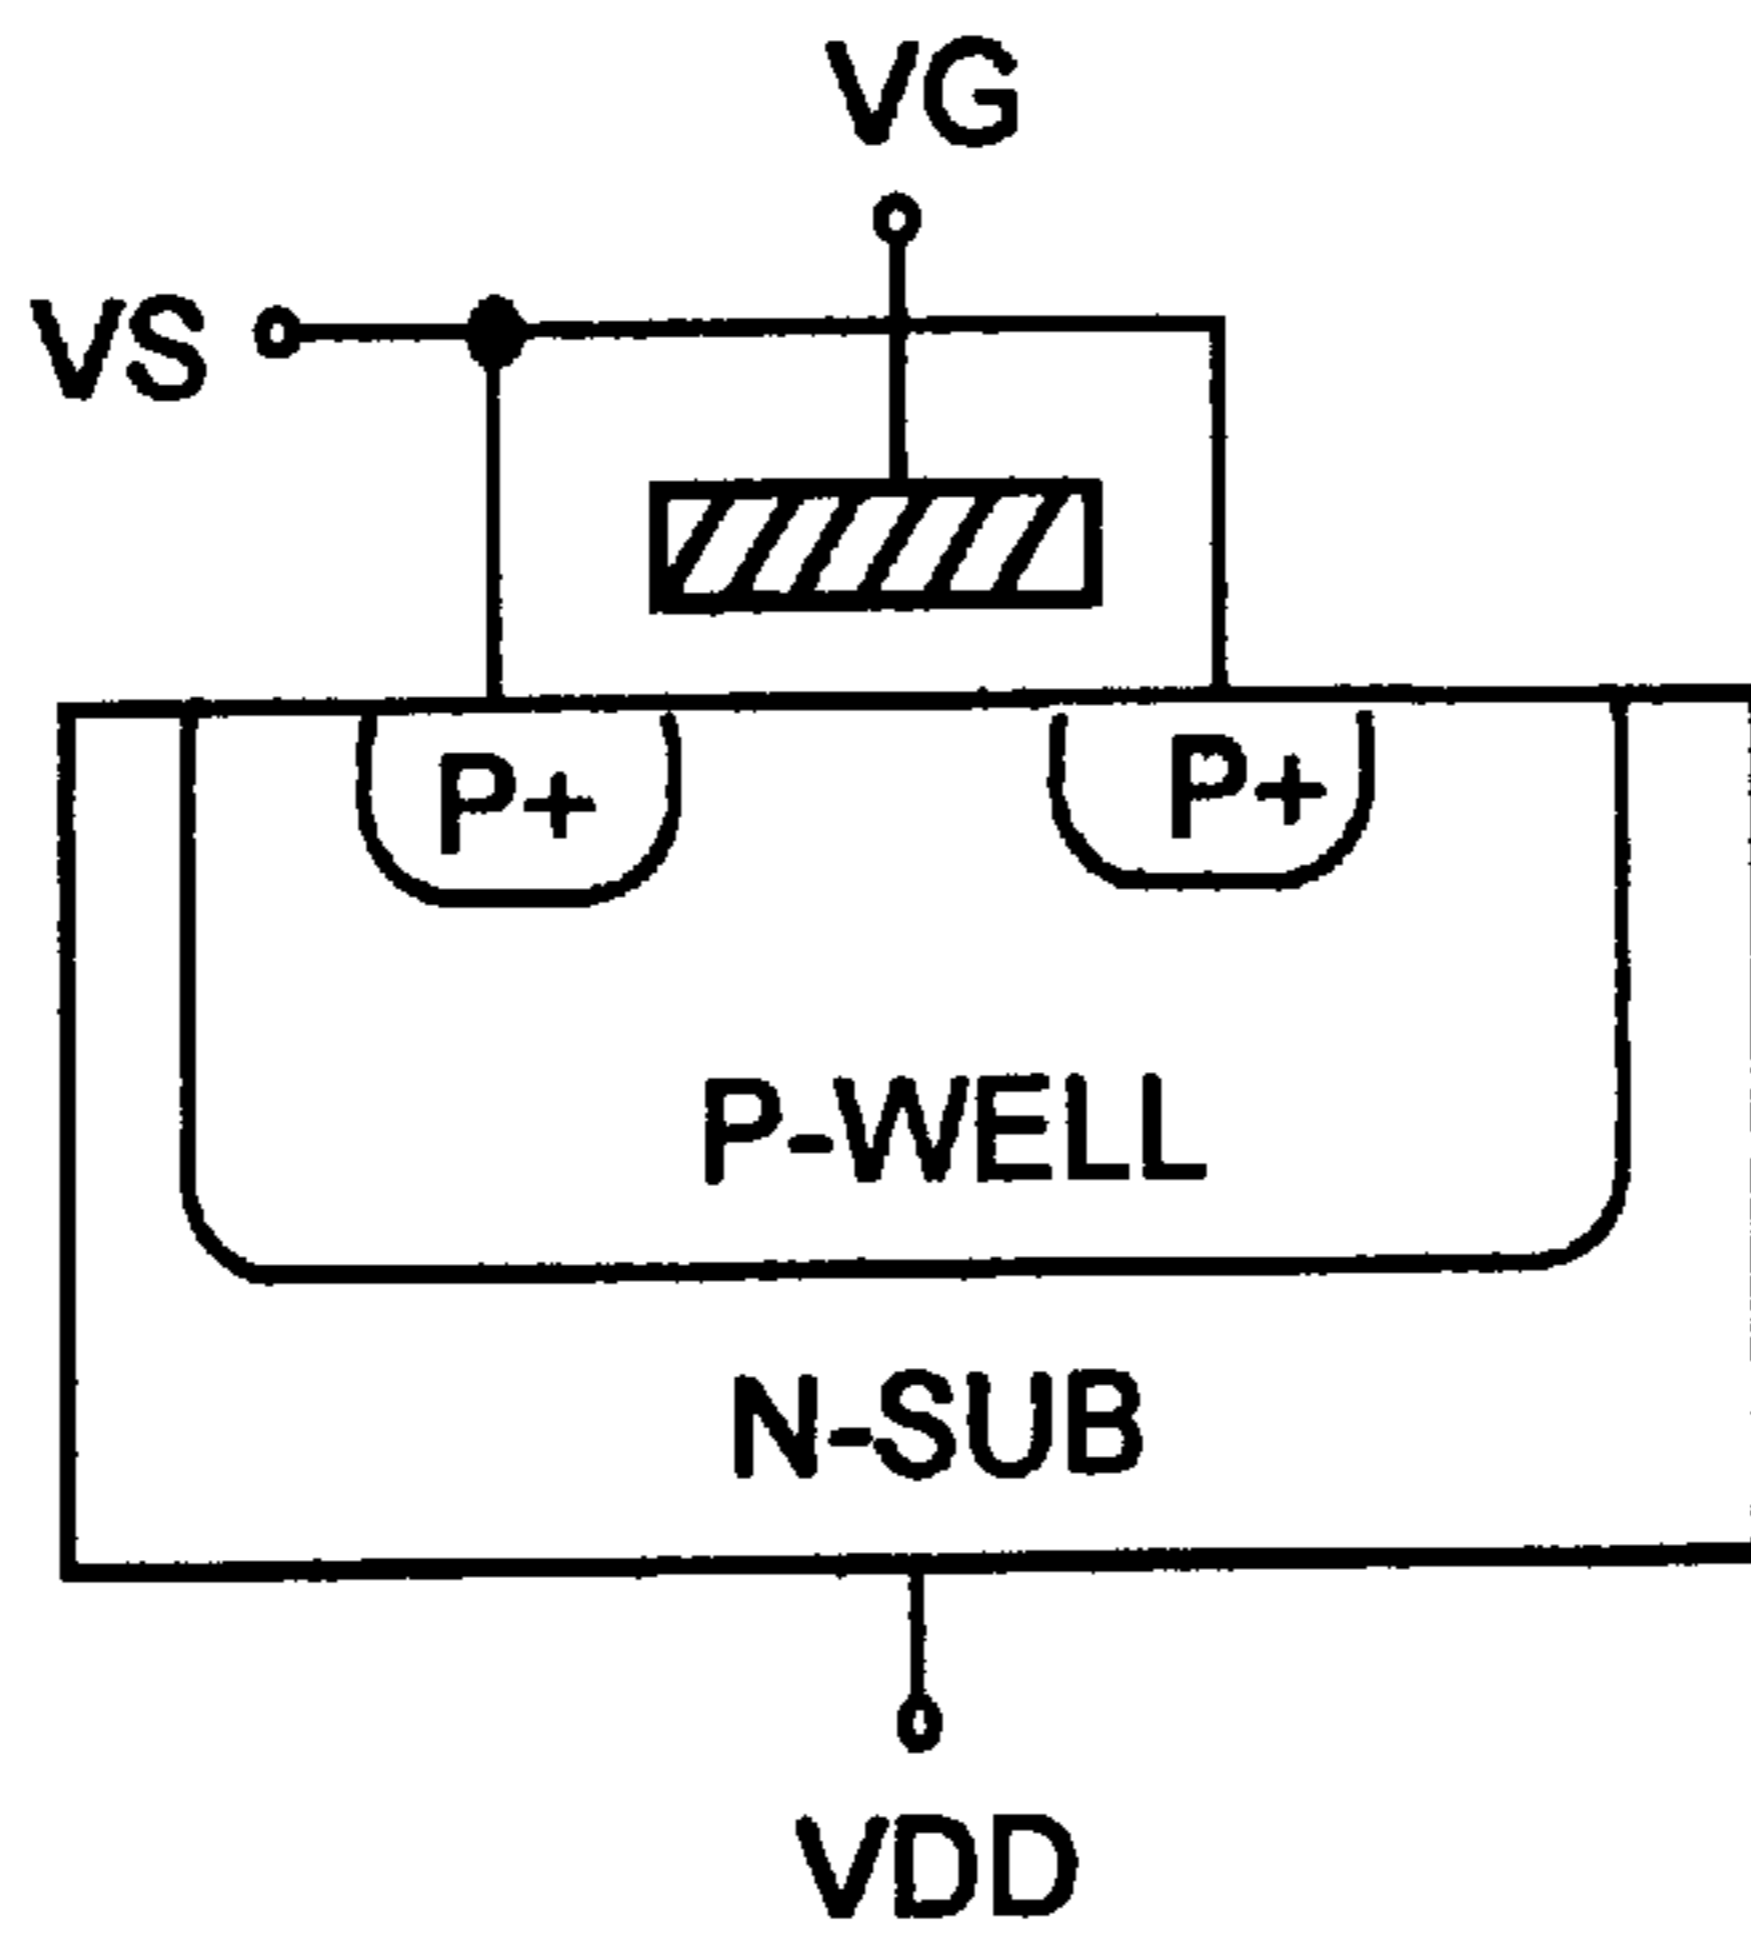 VG
VS
P+ P+
P-WELL
N-SUB
VDD